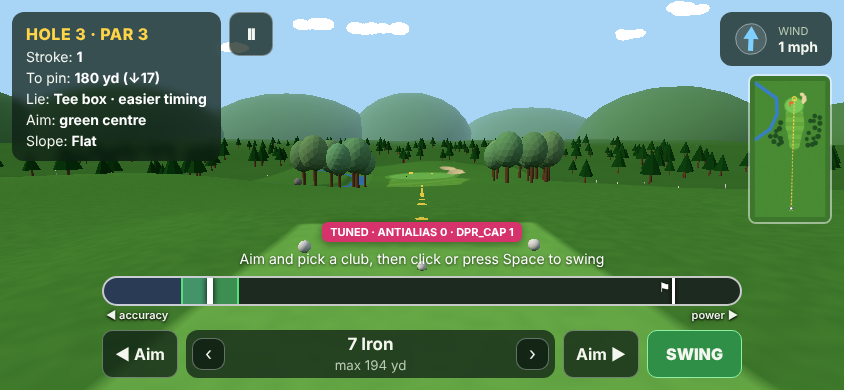 HOLE 3 · PAR 3
Stroke: 1
To pin: 180 yd (↓17)
Lie: Tee box · easier timing
Aim: green centre
Slope: Flat
WIND
1 mph
TUNED · ANTIALIAS 0 · DPR_CAP 1
Aim and pick a club, then click or press Space to swing
◀ accuracy
power ▶
◀ Aim
‹
7 Iron
max 194 yd
›
Aim ▶
SWING